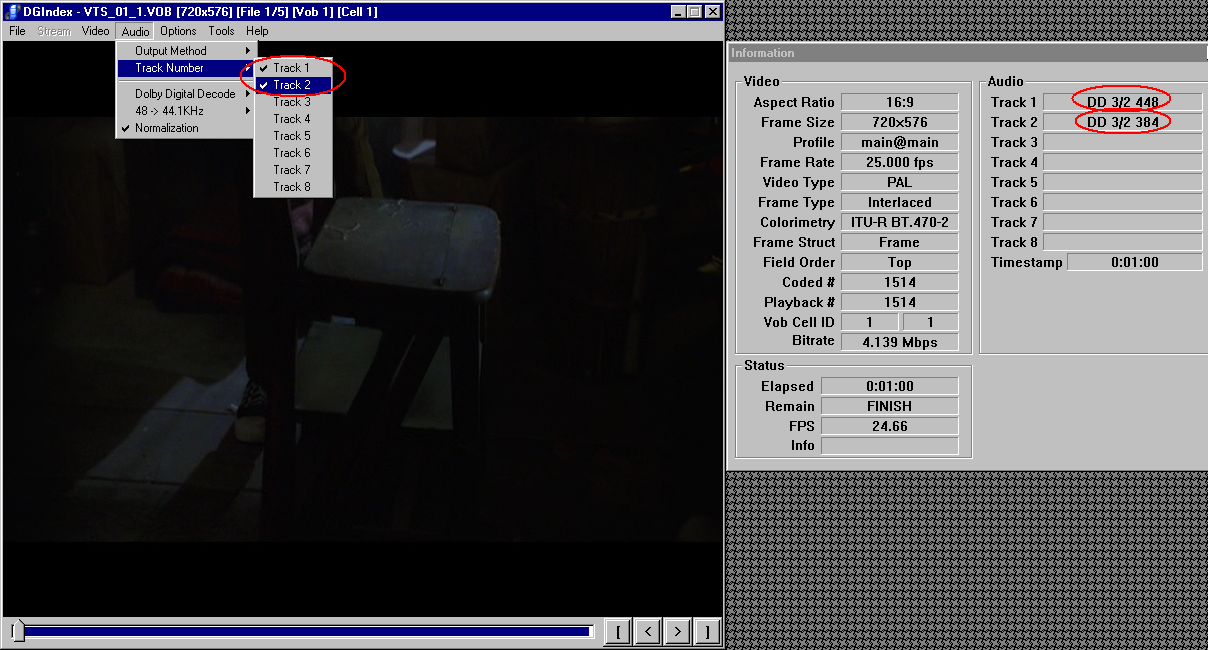 DGIndex - VTS_01_1.VOB [720x576] [File 1/5] [Vob 1] [Cell 1]
File Stream Video Audio Options Tools Help
Output Method
Track Number
Dolby Digital Decode
48 -> 44.1KHz
Normalization
Track 1
Track 2
Track 3
Track 4
Track 5
Track 6
Track 7
Track 8
[ < > ]
Information
Video
Aspect Ratio 16:9
Frame Size 720x576
Profile main@main
Frame Rate 25.000 fps
Video Type PAL
Frame Type Interlaced
Colorimetry ITU-R BT.470-2
Frame Struct Frame
Field Order Top
Coded # 1514
Playback # 1514
Vob Cell ID 1 1
Bitrate 4.139 Mbps
Audio
Track 1 DD 3/2 448
Track 2 DD 3/2 384
Track 3
Track 4
Track 5
Track 6
Track 7
Track 8
Timestamp 0:01:00
Status
Elapsed 0:01:00
Remain FINISH
FPS 24.66
Info